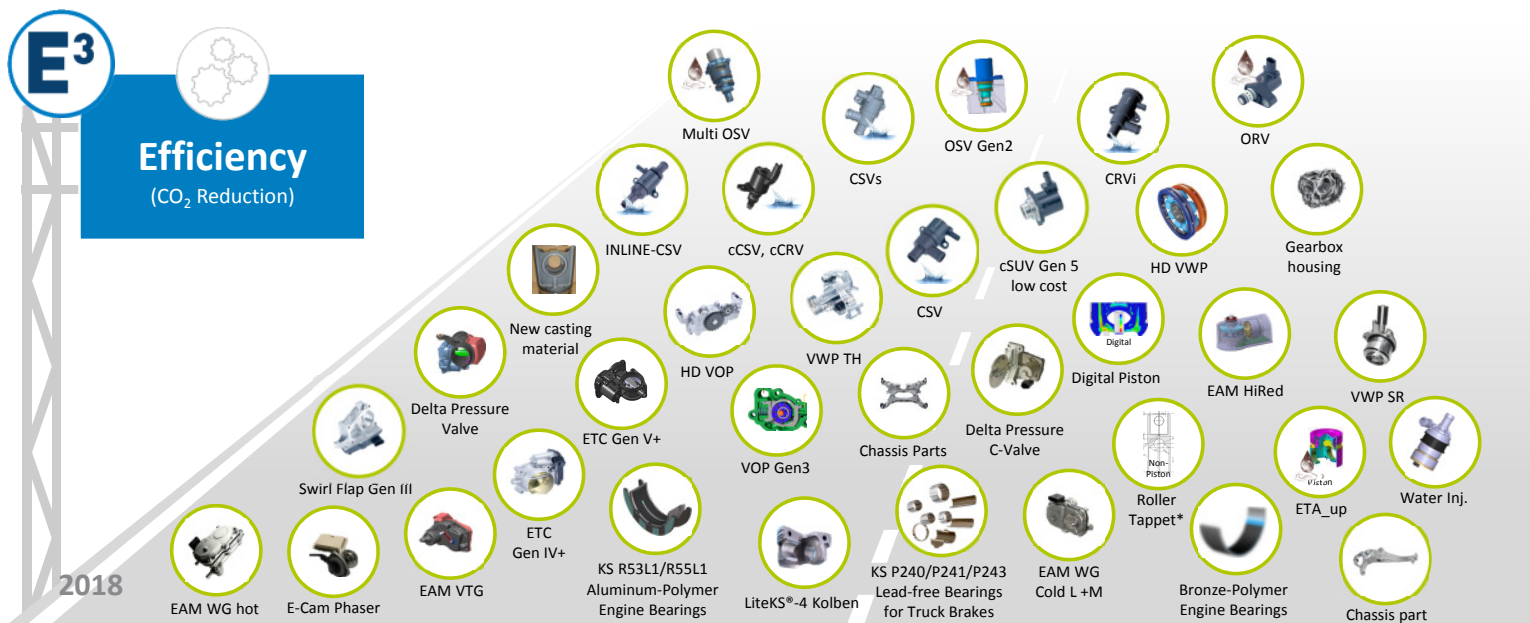 E³
Efficiency
(CO₂ Reduction)
Multi OSV
CSVs
OSV Gen2
CRVi
ORV
INLINE-CSV
cCSV, cCRV
CSV
cSUV Gen 5
low cost
HD VWP
Gearbox
housing
New casting
material
HD VOP
VWP TH
Digital
Digital Piston
EAM HiRed
VWP SR
Delta Pressure
Valve
ETC Gen V+
VOP Gen3
Chassis Parts
Delta Pressure
C-Valve
Non-
Piston
Roller
Tappet*
Piston
ETA_up
Water Inj.
Swirl Flap Gen III
ETC
Gen IV+
KS R53L1/R55L1
Aluminum-Polymer
Engine Bearings
LiteKS®-4 Kolben
KS P240/P241/P243
Lead-free Bearings
for Truck Brakes
EAM WG
Cold L +M
Bronze-Polymer
Engine Bearings
Chassis part
2018
EAM WG hot
E-Cam Phaser
EAM VTG